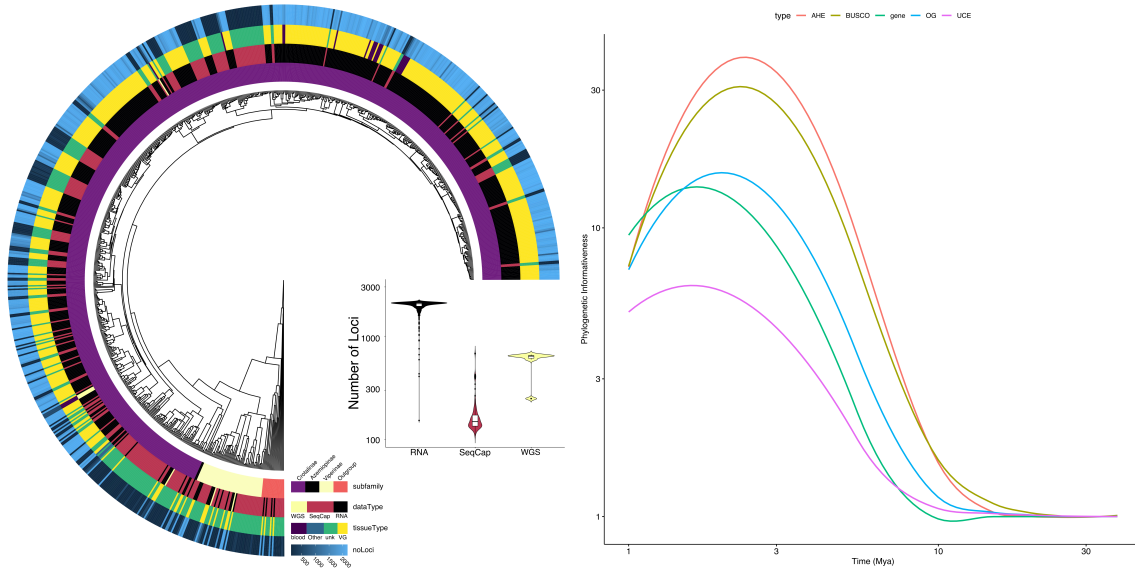 type AHE BUSCO gene OG UCE
30
10
3
1
Phylogenetic Informativeness
1 3 10 30
Time (Mya)
3000
1000
300
100
Number of Loci
RNA SeqCap WGS
Crotalinae Azemiopinae Viperinae Outgroup
subfamily
dataType
WGS SeqCap RNA
tissueType
blood Other unk VG
noLoci
500 1000 1500 2000